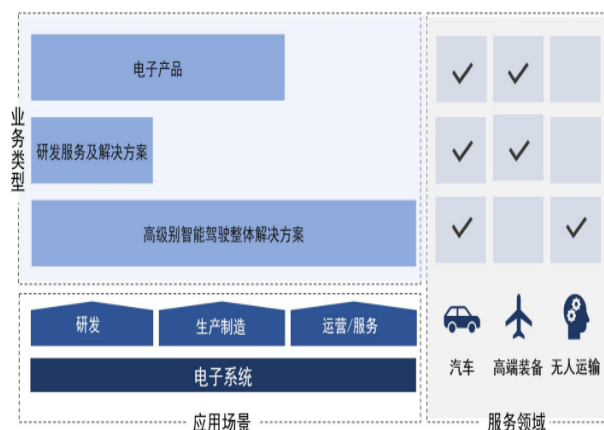 业务类型
电子产品
研发服务及解决方案
高级别智能驾驶整体解决方案
研发
生产制造
运营/服务
电子系统
应用场景
汽车
高端装备
无人运输
服务领域